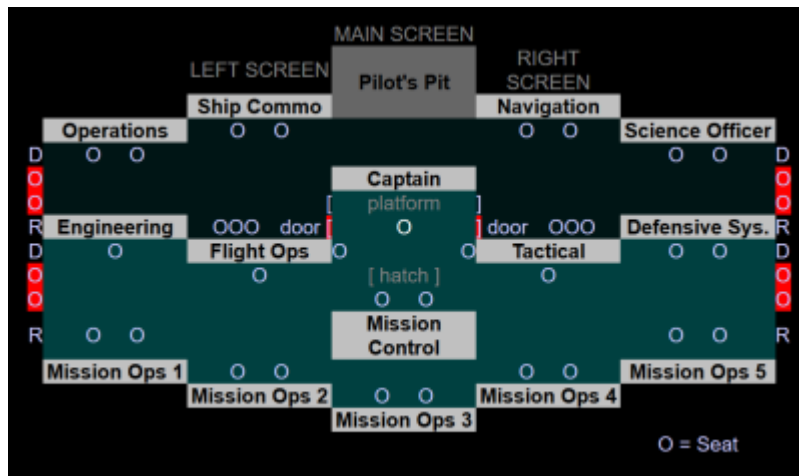 MAIN SCREEN
LEFT SCREEN
RIGHT
SCREEN
Pilot's Pit
Ship Commo
Navigation
Operations
O O
O O
Science Officer
D O O
O O D
O
O
O
O
Captain
[ platform ]
R Engineering OOO door [ O ] door OOO Defensive Sys. R
D O Flight Ops O
O Tactical O O D
O O [ hatch ] O O
O O O O
Mission
Control
R O O
O O R
Mission Ops 1 O O
O O Mission Ops 5
Mission Ops 2 O O Mission Ops 4
Mission Ops 3
O = Seat